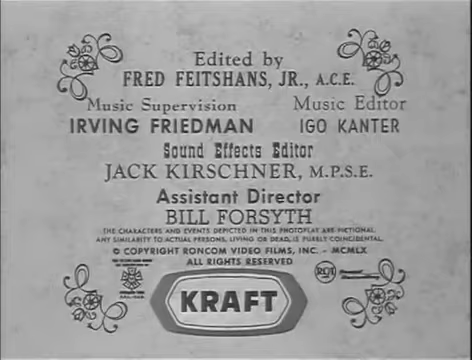 Edited by
FRED FEITSHANS, JR., A.C.E.
Music Supervision
IRVING FRIEDMAN
Music Editor
IGO KANTER
Sound Effects Editor
JACK KIRSCHNER, M.P.S.E.
Assistant Director
BILL FORSYTH
THE CHARACTERS AND EVENTS DEPICTED IN THIS PHOTOPLAY ARE FICTIONAL.
ANY SIMILARITY TO ACTUAL PERSONS, LIVING OR DEAD, IS PURELY COINCIDENTAL.
© COPYRIGHT RONCOM VIDEO FILMS, INC. - MCMLX
ALL RIGHTS RESERVED
RCA
KRAFT